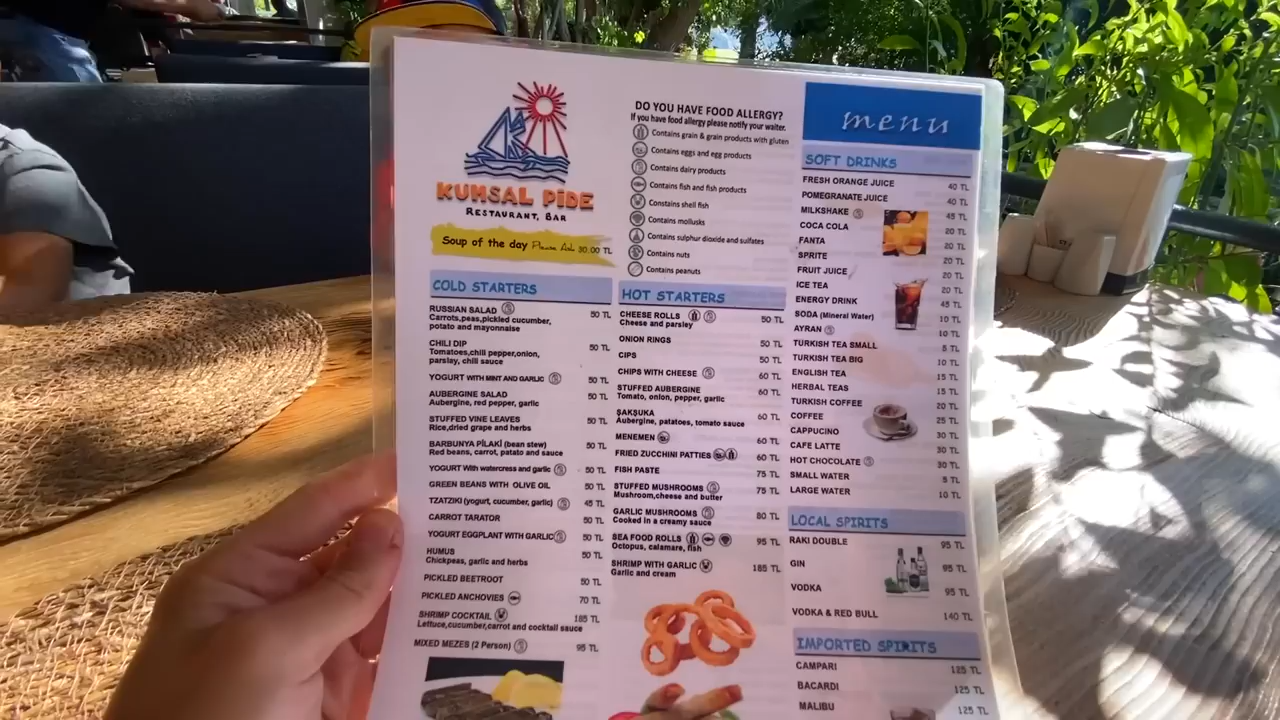 KUMSAL PİDE
RESTAURANT, BAR
Soup of the day Please Ask 30.00 TL
COLD STARTERS
RUSSIAN SALAD 50 TL
Carrots,peas,pickled cucumber,
potato and mayonnaise
CHILI DIP 50 TL
Tomatoes,chili pepper,onion,
parslay, chili sauce
YOGURT WITH MINT AND GARLIC 50 TL
AUBERGINE SALAD 50 TL
Aubergine, red pepper, garlic
STUFFED VINE LEAVES 50 TL
Rice,dried grape and herbs
BARBUNYA PİLAKİ (bean stew) 50 TL
Red beans, carrot, patato and sauce
YOGURT With watercress and garlic 50 TL
GREEN BEANS WITH OLIVE OIL 50 TL
TZATZIKI (yogurt, cucumber, garlic) 45 TL
CARROT TARATOR 50 TL
YOGURT EGGPLANT WITH GARLIC 50 TL
HUMUS 50 TL
Chickpeas, garlic and herbs
PICKLED BEETROOT 50 TL
PICKLED ANCHOVIES 70 TL
SHRIMP COCKTAIL 185 TL
Lettuce,cucumber,carrot and cocktail sauce
MIXED MEZES (2 Person) 95 TL
DO YOU HAVE FOOD ALLERGY?
If you have food allergy please notify your waiter.
Contains grain & grain products with gluten
Contains eggs and egg products
Contains dairy products
Contains fish and fish products
Constains shell fish
Contains mollusks
Contains sulphur dioxide and sulfates
Contains nuts
Contains peanuts
HOT STARTERS
CHEESE ROLLS 50 TL
Cheese and parsley
ONION RINGS 50 TL
CIPS 50 TL
CHIPS WITH CHEESE 60 TL
STUFFED AUBERGINE 60 TL
Tomato, onion, pepper, garlic
ŞAKŞUKA 60 TL
Aubergine, patatoes, tomato sauce
MENEMEN 60 TL
FRIED ZUCCHINI PATTIES 60 TL
FISH PASTE 75 TL
STUFFED MUSHROOMS 75 TL
Mushroom,cheese and butter
GARLIC MUSHROOMS 80 TL
Cooked in a creamy sauce
SEA FOOD ROLLS 95 TL
Octopus, calamare, fish
SHRIMP WITH GARLIC 185 TL
Garlic and cream
menu
SOFT DRINKS
FRESH ORANGE JUICE 40 TL
POMEGRANATE JUICE 40 TL
MILKSHAKE 45 TL
COCA COLA 20 TL
FANTA 20 TL
SPRITE 20 TL
FRUIT JUICE 20 TL
ICE TEA 20 TL
ENERGY DRINK 45 TL
SODA (Mineral Water) 10 TL
AYRAN 10 TL
TURKISH TEA SMALL 5 TL
TURKISH TEA BIG 10 TL
ENGLISH TEA 15 TL
HERBAL TEAS 15 TL
TURKISH COFFEE 20 TL
COFFEE 25 TL
CAPPUCINO 30 TL
CAFE LATTE 30 TL
HOT CHOCOLATE 30 TL
SMALL WATER 5 TL
LARGE WATER 10 TL
LOCAL SPIRITS
RAKI DOUBLE 95 TL
GIN 95 TL
VODKA 95 TL
VODKA & RED BULL 140 TL
IMPORTED SPIRITS
CAMPARI 125 TL
BACARDI 125 TL
MALIBU 125 TL